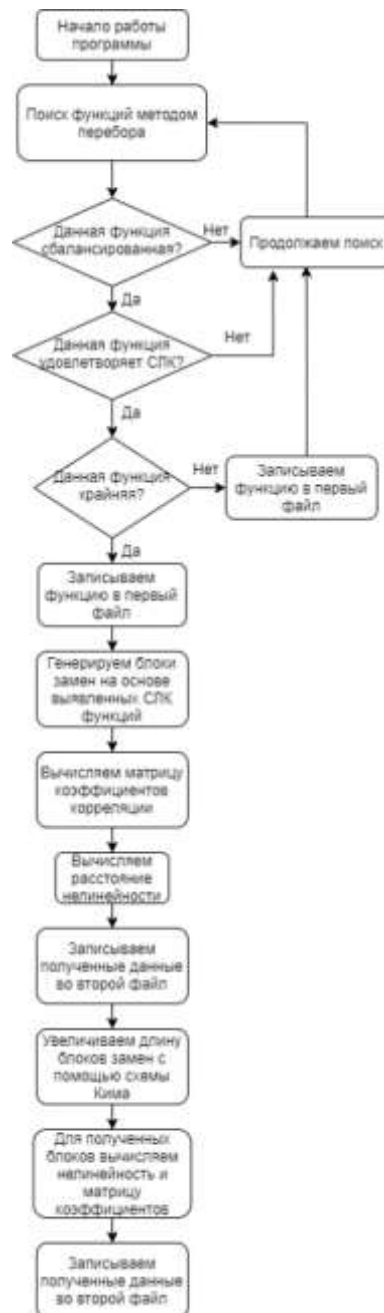 Начало работы
программы
Поиск функций методом
перебора
Данная функция
сбалансированная?
Нет
Продолжаем поиск
Да
Данная функция
удовлетворяет СЛК?
Нет
Да
Данная функция
крайняя?
Нет
Записываем
функцию в первый
файл
Да
Записываем
функцию в первый
файл
Генерируем блоки
замен на основе
выявленных СЛК
функций
Вычисляем матрицу
коэффициентов
корреляции
Вычисляем
расстояние
нелинейности
Записываем
полученные данные
во второй файл
Увеличиваем длину
блоков замен с
помощью схемы
Кима
Для полученных
блоков вычисляем
нелинейность и
матрицу
коэффициентов
Записываем
полученные данные
во второй файл